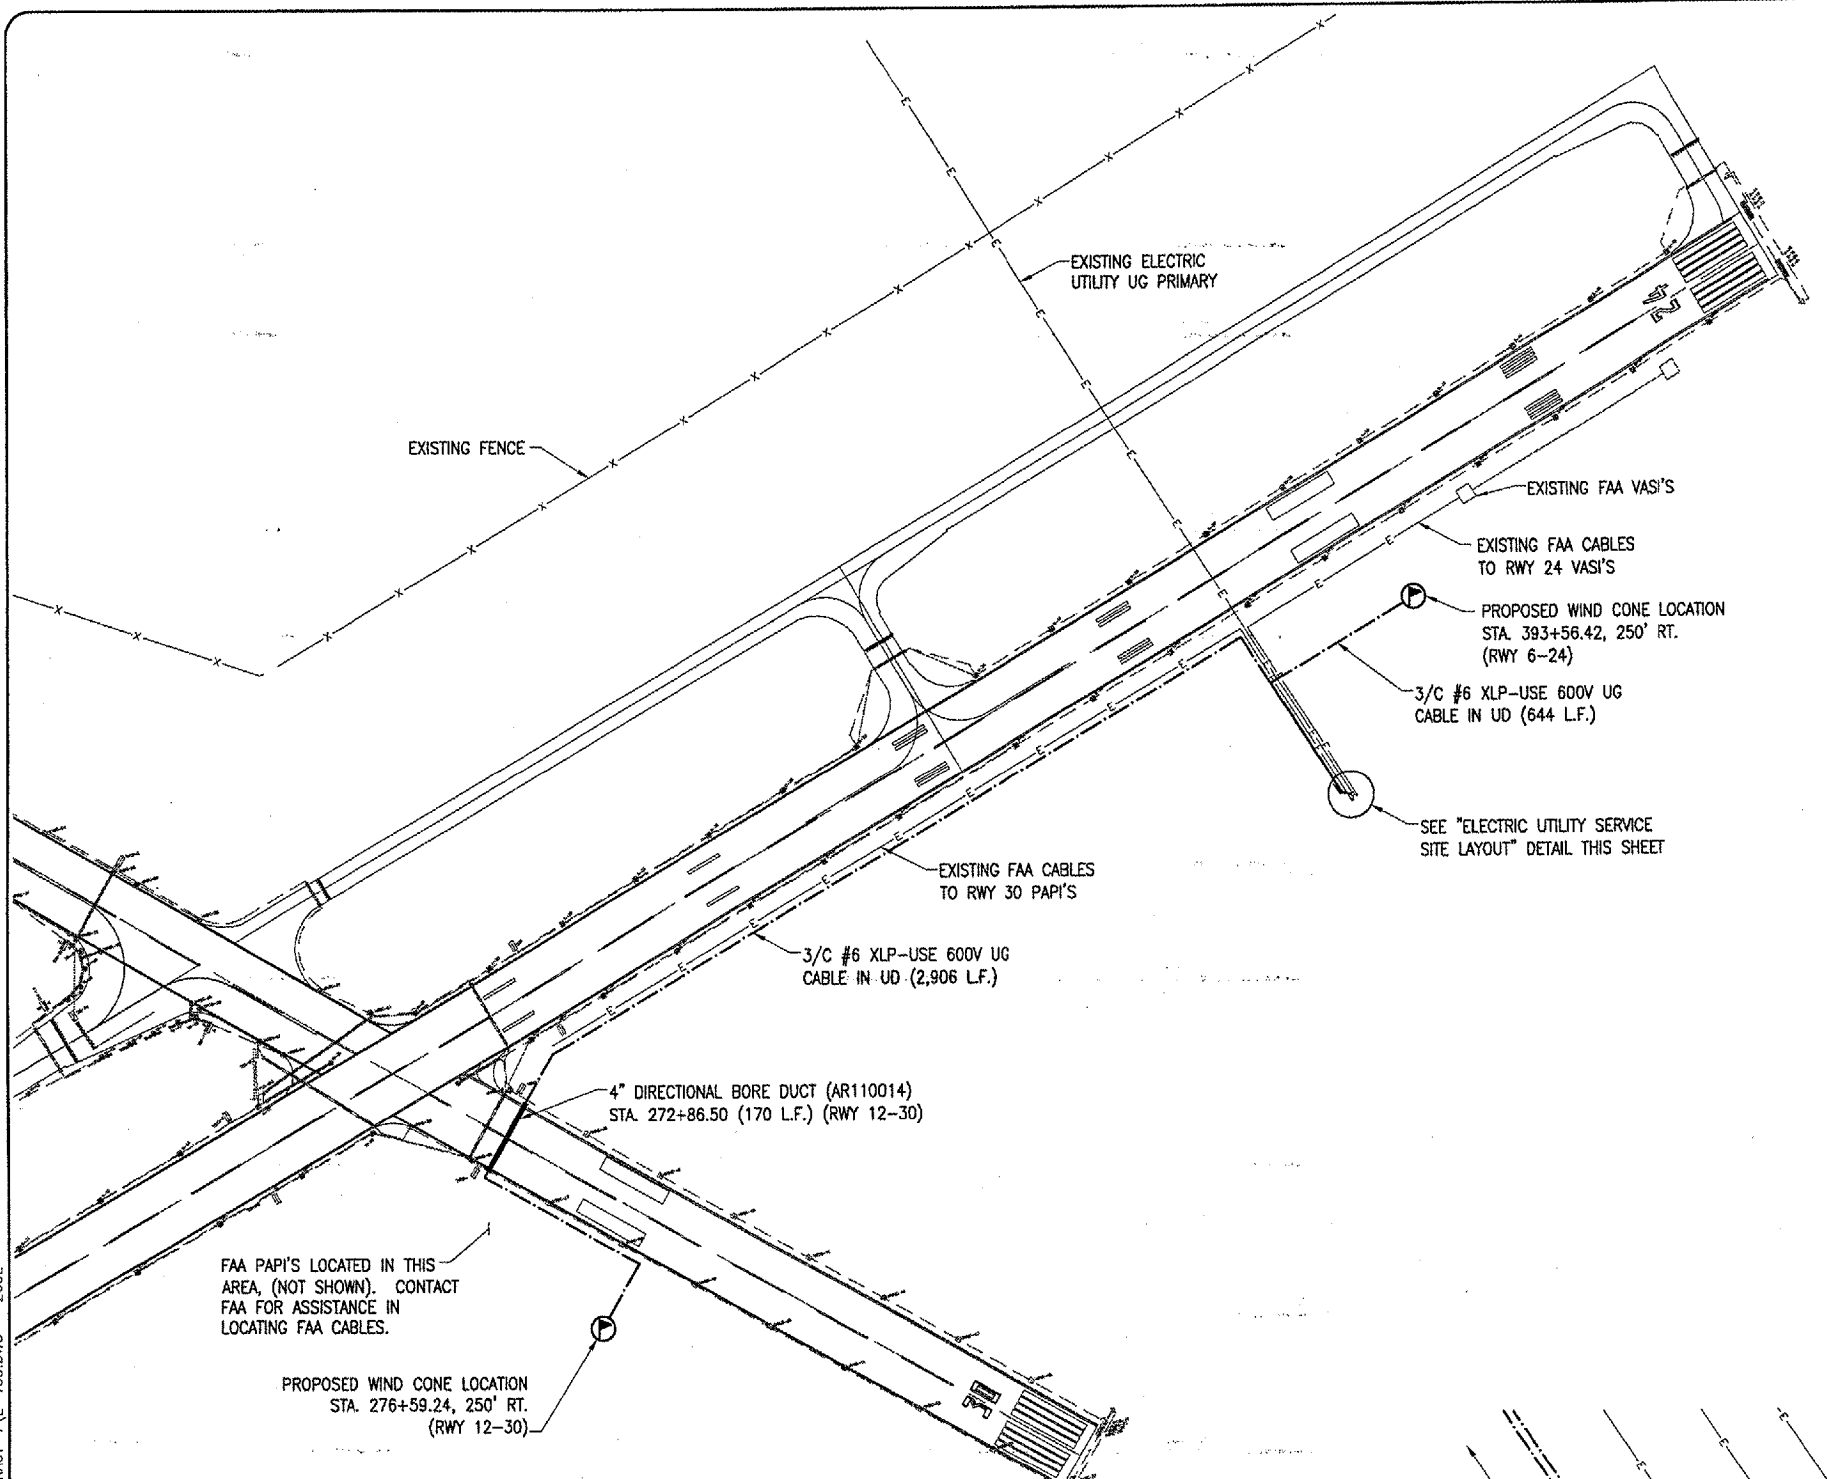 EXISTING ELECTRIC
UTILITY UG PRIMARY
24
EXISTING FENCE
EXISTING FAA VASI'S
EXISTING FAA CABLES
TO RWY 24 VASI'S
PROPOSED WIND CONE LOCATION
STA. 393+56.42, 250' RT.
(RWY 6-24)
3/C #6 XLP-USE 600V UG
CABLE IN UD (644 L.F.)
SEE "ELECTRIC UTILITY SERVICE
SITE LAYOUT" DETAIL THIS SHEET
EXISTING FAA CABLES
TO RWY 30 PAPI'S
3/C #6 XLP-USE 600V UG
CABLE IN UD (2,906 L.F.)
4" DIRECTIONAL BORE DUCT (AR110014)
STA. 272+86.50 (170 L.F.) (RWY 12-30)
FAA PAPI'S LOCATED IN THIS
AREA, (NOT SHOWN). CONTACT
FAA FOR ASSISTANCE IN
LOCATING FAA CABLES.
PROPOSED WIND CONE LOCATION
STA. 276+59.24, 250' RT.
(RWY 12-30)
30